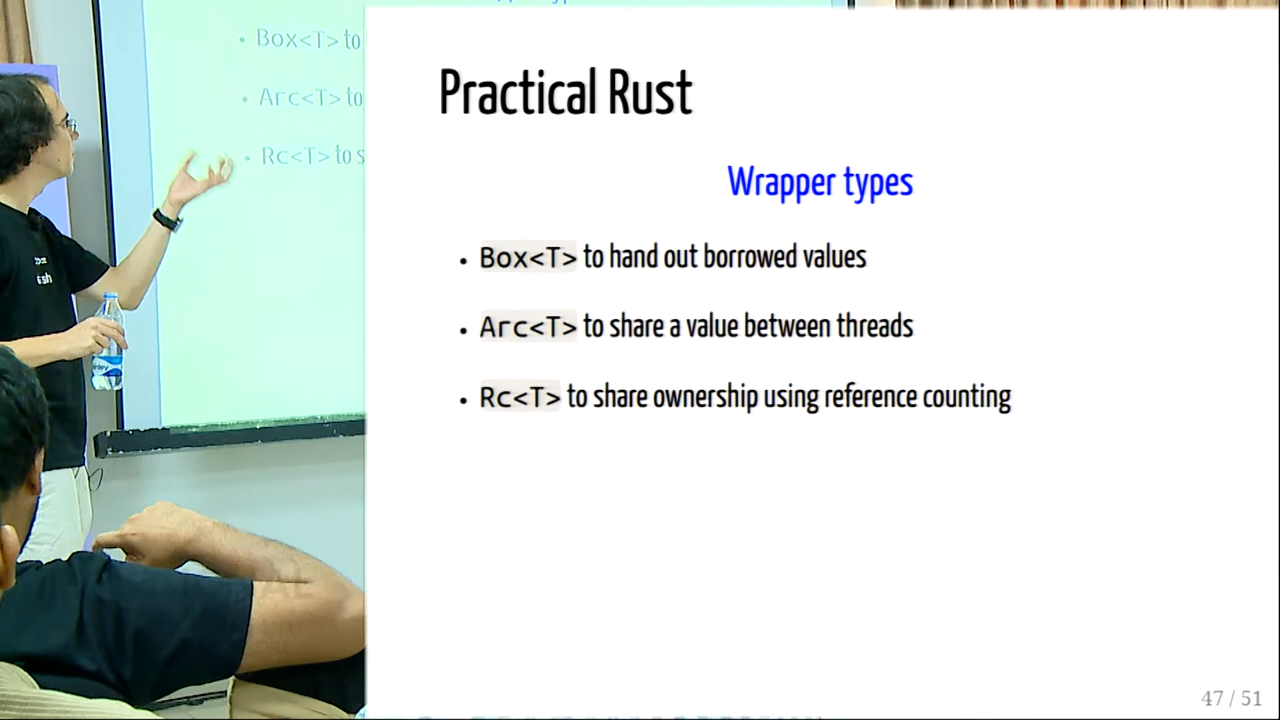 Box<T> to
Arc<T> to
Rc<T> to s
Practical Rust
Wrapper types
• Box<T> to hand out borrowed values
• Arc<T> to share a value between threads
• Rc<T> to share ownership using reference counting
47 / 51